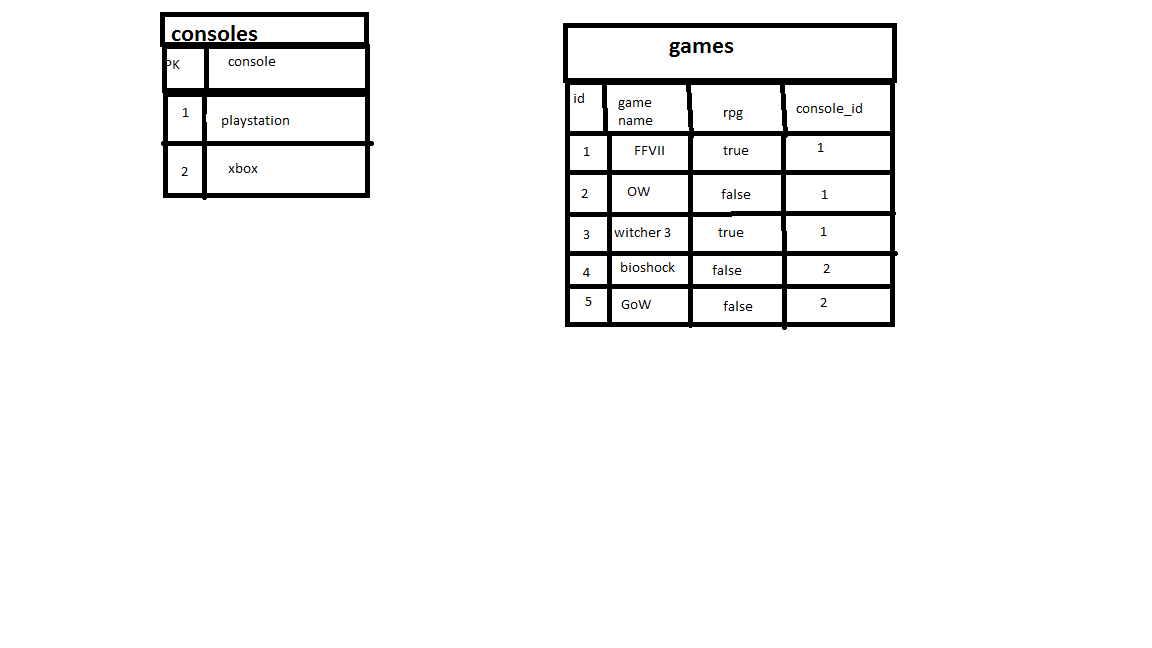 consoles
PK console
1 playstation
2 xbox
games
id game name rpg console_id
1 FFVII true 1
2 OW false 1
3 witcher 3 true 1
4 bioshock false 2
5 GoW false 2